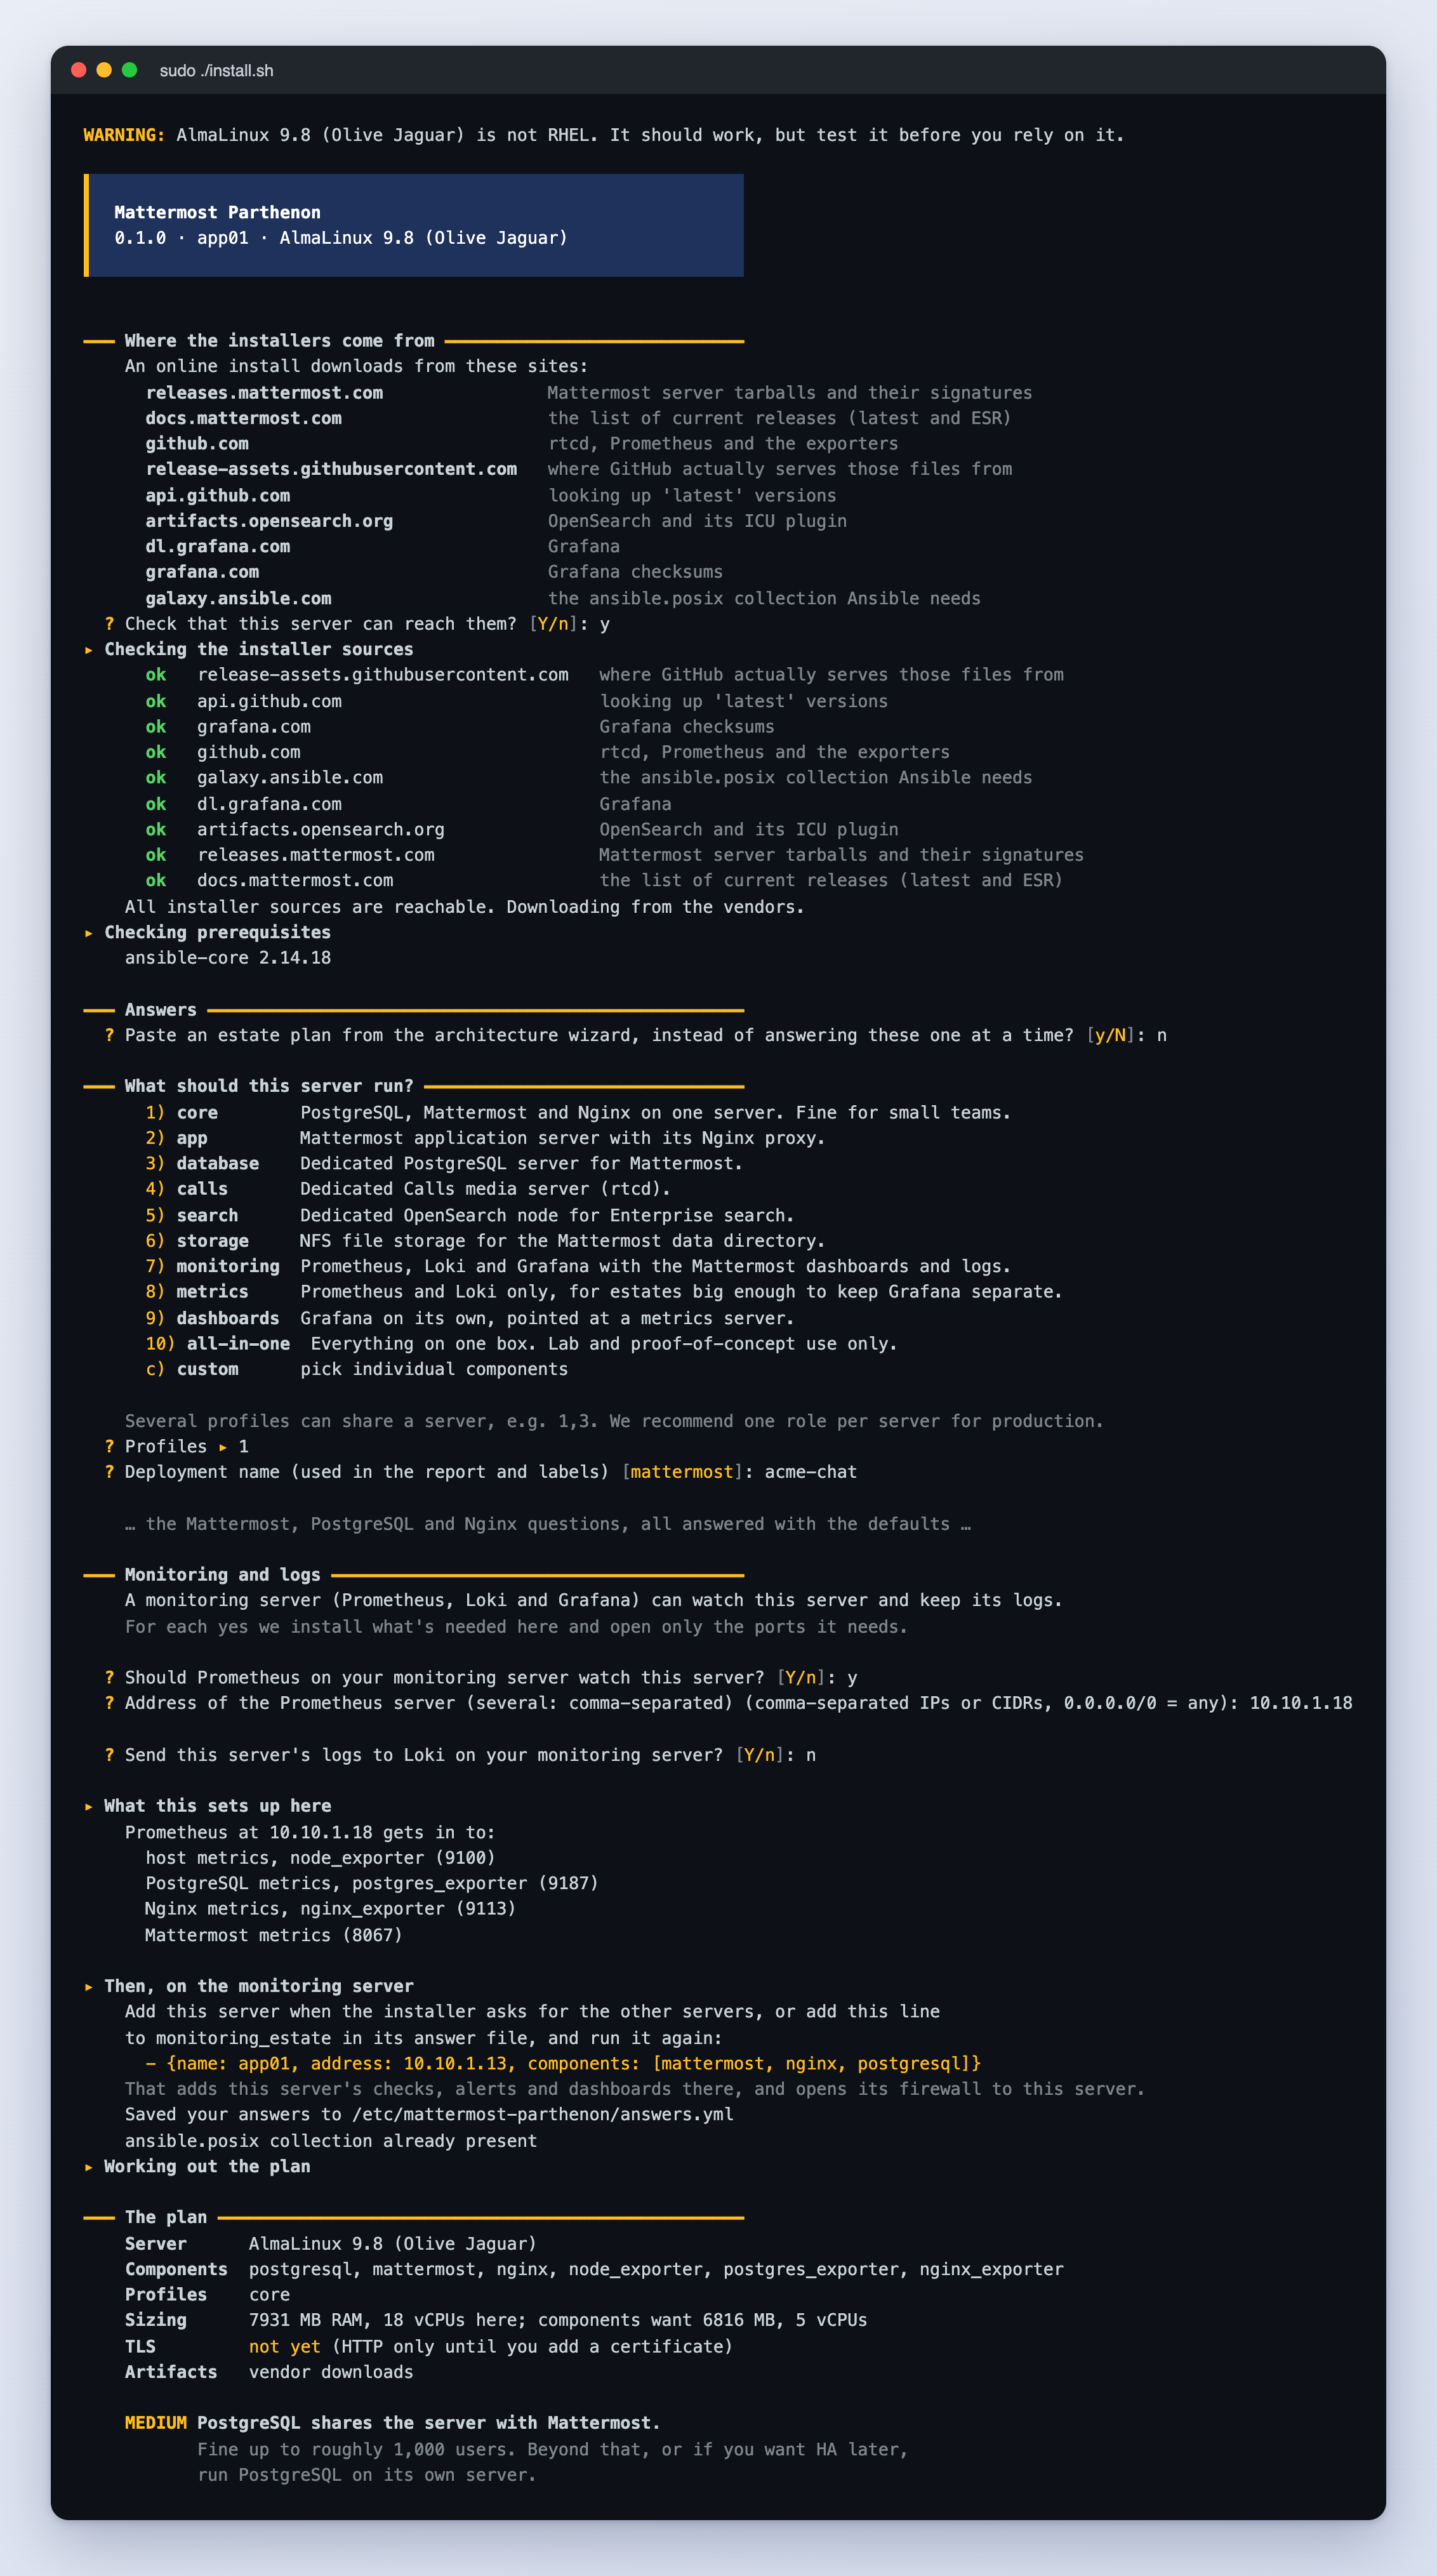 sudo ./install.sh
WARNING: AlmaLinux 9.8 (Olive Jaguar) is not RHEL. It should work, but test it before you rely on it.
Mattermost Parthenon
0.1.0 · app01 · AlmaLinux 9.8 (Olive Jaguar)
Where the installers come from
An online install downloads from these sites:
releases.mattermost.com Mattermost server tarballs and their signatures
docs.mattermost.com the list of current releases (latest and ESR)
github.com rtcd, Prometheus and the exporters
release-assets.githubusercontent.com where GitHub actually serves those files from
api.github.com looking up 'latest' versions
artifacts.opensearch.org OpenSearch and its ICU plugin
dl.grafana.com Grafana
grafana.com Grafana checksums
galaxy.ansible.com the ansible.posix collection Ansible needs
? Check that this server can reach them? [Y/n]: y
▸ Checking the installer sources
ok release-assets.githubusercontent.com where GitHub actually serves those files from
ok api.github.com looking up 'latest' versions
ok grafana.com Grafana checksums
ok github.com rtcd, Prometheus and the exporters
ok galaxy.ansible.com the ansible.posix collection Ansible needs
ok dl.grafana.com Grafana
ok artifacts.opensearch.org OpenSearch and its ICU plugin
ok releases.mattermost.com Mattermost server tarballs and their signatures
ok docs.mattermost.com the list of current releases (latest and ESR)
All installer sources are reachable. Downloading from the vendors.
▸ Checking prerequisites
ansible-core 2.14.18
Answers
? Paste an estate plan from the architecture wizard, instead of answering these one at a time? [y/N]: n
What should this server run?
1) core PostgreSQL, Mattermost and Nginx on one server. Fine for small teams.
2) app Mattermost application server with its Nginx proxy.
3) database Dedicated PostgreSQL server for Mattermost.
4) calls Dedicated Calls media server (rtcd).
5) search Dedicated OpenSearch node for Enterprise search.
6) storage NFS file storage for the Mattermost data directory.
7) monitoring Prometheus, Loki and Grafana with the Mattermost dashboards and logs.
8) metrics Prometheus and Loki only, for estates big enough to keep Grafana separate.
9) dashboards Grafana on its own, pointed at a metrics server.
10) all-in-one Everything on one box. Lab and proof-of-concept use only.
c) custom pick individual components
Several profiles can share a server, e.g. 1,3. We recommend one role per server for production.
? Profiles ▸ 1
? Deployment name (used in the report and labels) [mattermost]: acme-chat
… the Mattermost, PostgreSQL and Nginx questions, all answered with the defaults …
Monitoring and logs
A monitoring server (Prometheus, Loki and Grafana) can watch this server and keep its logs.
For each yes we install what's needed here and open only the ports it needs.
? Should Prometheus on your monitoring server watch this server? [Y/n]: y
? Address of the Prometheus server (several: comma-separated) (comma-separated IPs or CIDRs, 0.0.0.0/0 = any): 10.10.1.18
? Send this server's logs to Loki on your monitoring server? [Y/n]: n
▸ What this sets up here
Prometheus at 10.10.1.18 gets in to:
host metrics, node_exporter (9100)
PostgreSQL metrics, postgres_exporter (9187)
Nginx metrics, nginx_exporter (9113)
Mattermost metrics (8067)
▸ Then, on the monitoring server
Add this server when the installer asks for the other servers, or add this line
to monitoring_estate in its answer file, and run it again:
- {name: app01, address: 10.10.1.13, components: [mattermost, nginx, postgresql]}
That adds this server's checks, alerts and dashboards there, and opens its firewall to this server.
Saved your answers to /etc/mattermost-parthenon/answers.yml
ansible.posix collection already present
▸ Working out the plan
The plan
Server AlmaLinux 9.8 (Olive Jaguar)
Components postgresql, mattermost, nginx, node_exporter, postgres_exporter, nginx_exporter
Profiles core
Sizing 7931 MB RAM, 18 vCPUs here; components want 6816 MB, 5 vCPUs
TLS not yet (HTTP only until you add a certificate)
Artifacts vendor downloads
MEDIUM PostgreSQL shares the server with Mattermost.
Fine up to roughly 1,000 users. Beyond that, or if you want HA later,
run PostgreSQL on its own server.